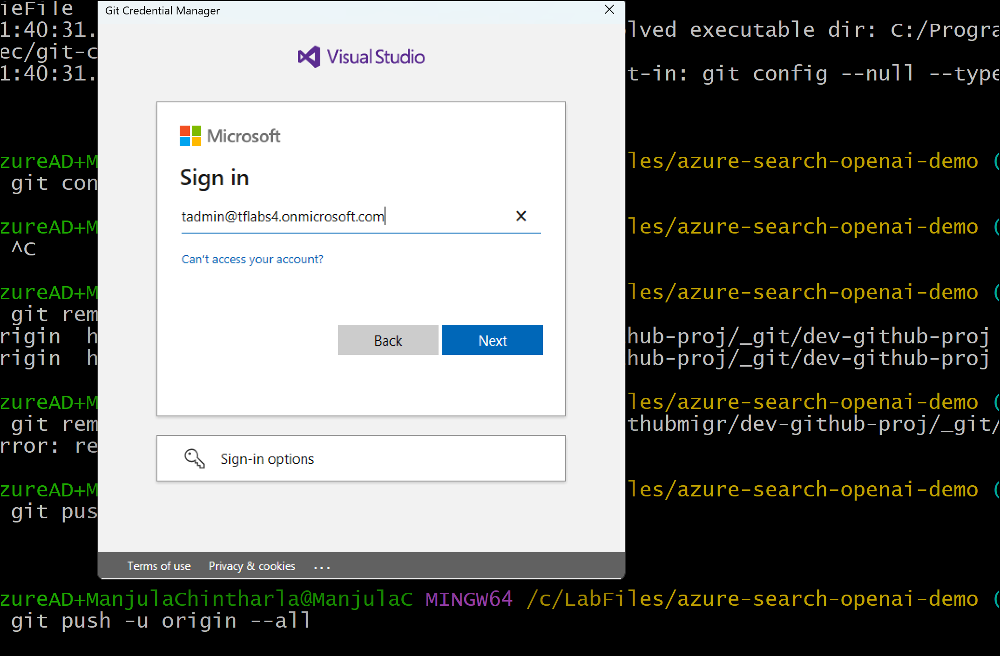 ieFile
Git Credential Manager
1:40:31.
lved executable dir: C:/Progra
ec/git-c
Visual Studio
1:40:31.
t-in: git config --null --type
Microsoft
zureAD+M
les/azure-search-openai-demo (
Sign in
git con
tadmin@tflabs4.onmicrosoft.com
zureAD+M
les/azure-search-openai-demo (
^C
Can't access your account?
zureAD+M
les/azure-search-openai-demo (
git rem
rigin h
hub-proj/_git/dev-github-proj
Back
Next
rigin h
hub-proj/_git/dev-github-proj
zureAD+M
les/azure-search-openai-demo (
git rem
thubmigr/dev-github-proj/_git/
rror: re
Sign-in options
zureAD+M
les/azure-search-openai-demo (
git pus
Terms of use
Privacy & cookies
...
zureAD+ManjulaChintharla@ManjulaC MINGW64 /c/LabFiles/azure-search-openai-demo (
git push -u origin --all